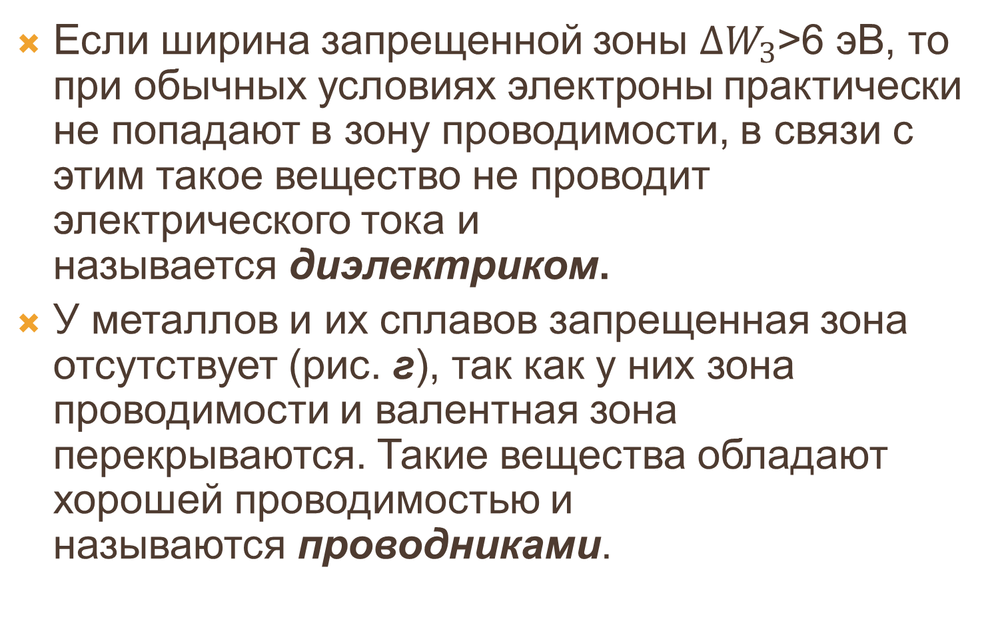 Если ширина запрещенной зоны Δ𝑊₃>6 эВ, то
при обычных условиях электроны практически
не попадают в зону проводимости, в связи с
этим такое вещество не проводит
электрического тока и
называется диэлектриком.
У металлов и их сплавов запрещенная зона
отсутствует (рис. г), так как у них зона
проводимости и валентная зона
перекрываются. Такие вещества обладают
хорошей проводимостью и
называются проводниками.